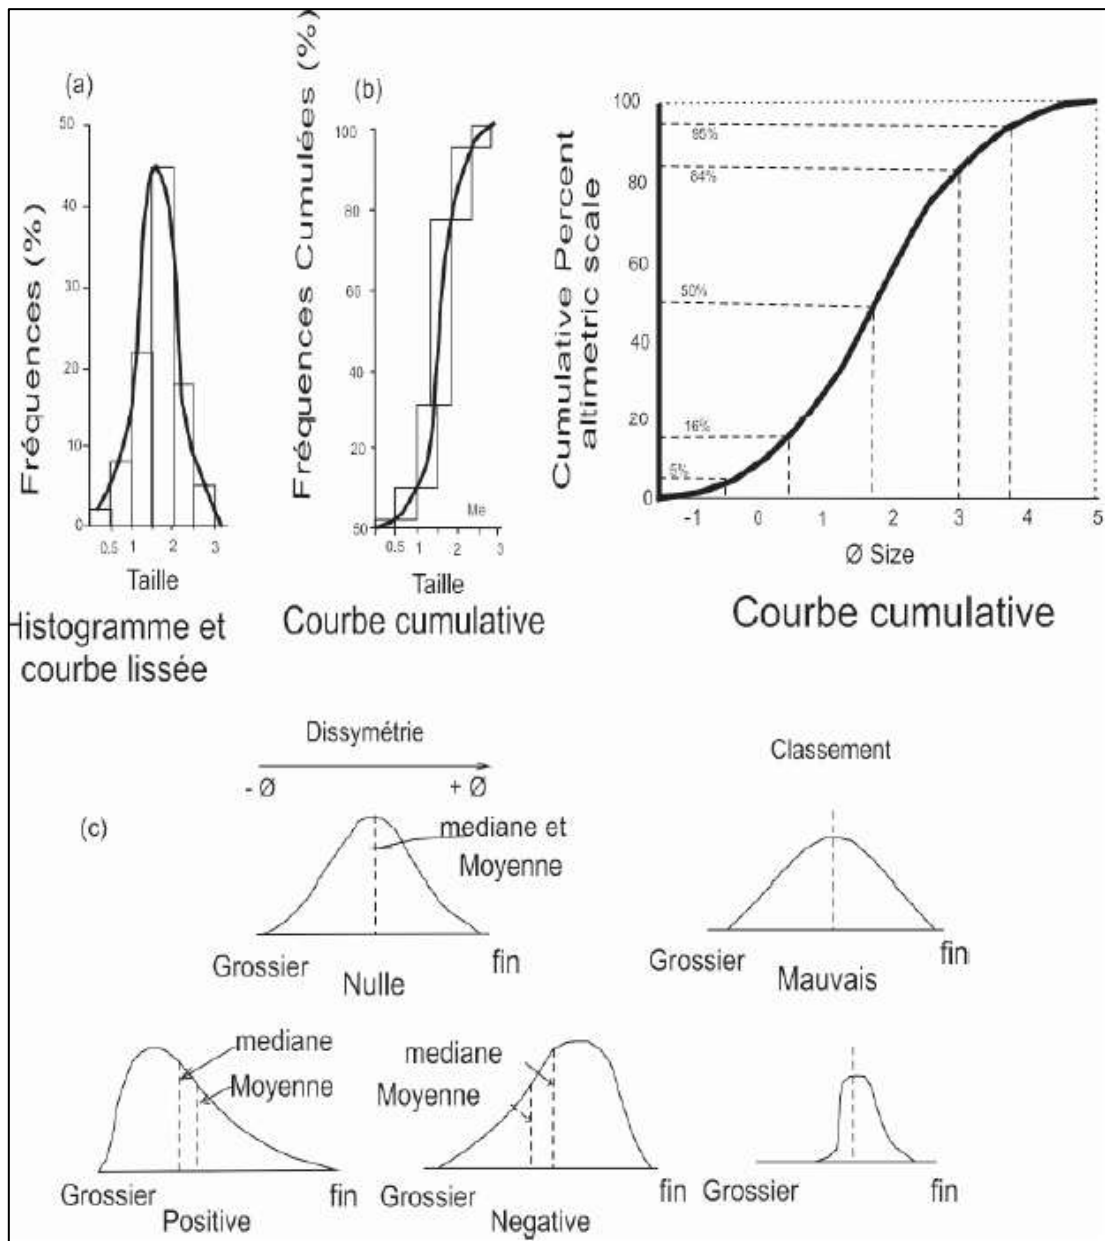 (a)
Fréquences (%)
50
40
30
20
10
0
0.5 1 2 3
Taille
Histogramme et
courbe lissée
(b)
Fréquences Cumulées (%)
100
80
60
40
20
50
Me
0.5 1 2 3
Taille
Courbe cumulative
Cumulative Percent
altimetric scale
100
80
60
40
20
0
95%
84%
50%
16%
5%
-1 0 1 2 3 4 5
Ø Size
Courbe cumulative
(c)
Dissymétrie
- Ø + Ø
mediane et
Moyenne
Grossier fin
Nulle
Classement
Grossier fin
Mauvais
mediane
Moyenne
Grossier fin
Positive
mediane
Moyenne
Grossier fin
Negative
Grossier fin